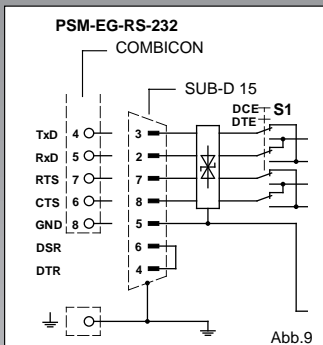 PSM-EG-RS-232
COMBICON
SUB-D 15
DCE S1
DTE
TxD 4 3
RxD 5 2
RTS 7 7
CTS 6 8
GND 8 5
DSR 6
DTR 4
Abb.9